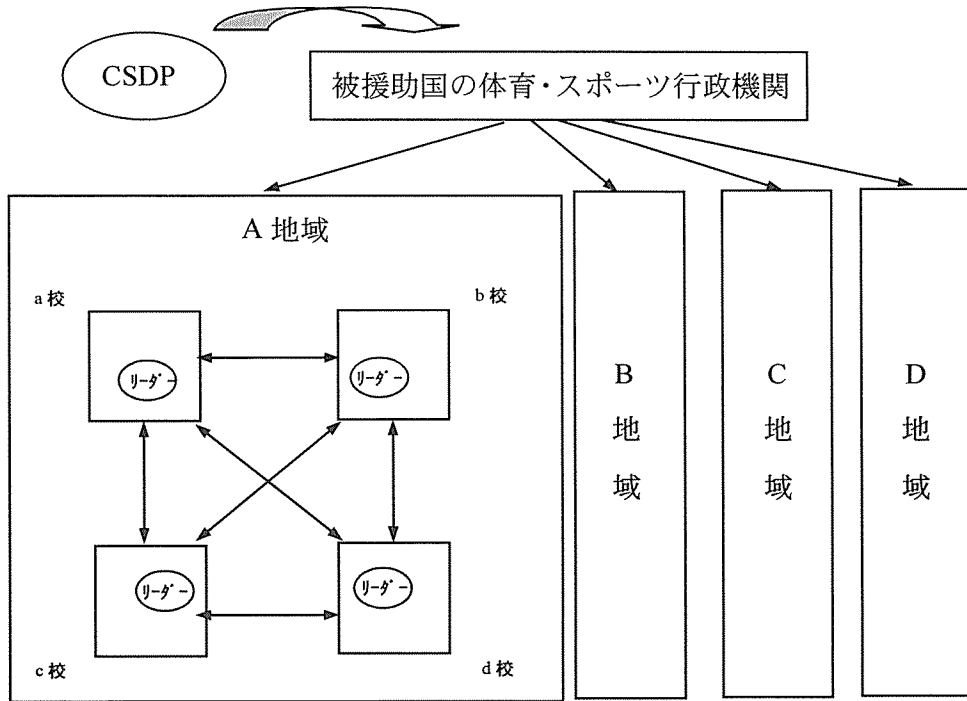 CSDP
被援助国の体育・スポーツ行政機関
A 地域
a 校
b 校
ﾘｰﾀﾞｰ
ﾘｰﾀﾞｰ
ﾘｰﾀﾞｰ
ﾘｰﾀﾞｰ
c 校
d 校
B
地
域
C
地
域
D
地
域